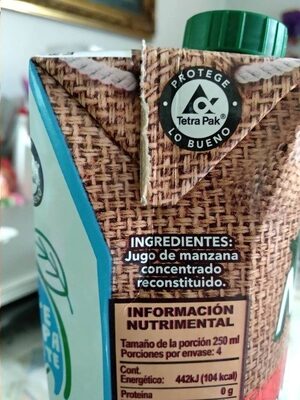 PROTEGE
Tetra Pak®
LO BUENO
INGREDIENTES:
Jugo de manzana
concentrado
reconstituido.
INFORMACIÓN
NUTRIMENTAL
Tamaño de la porción 250 ml
Porciones por envase: 4
Cont.
Energético: 442kJ (104 kcal)
Proteína 0 g